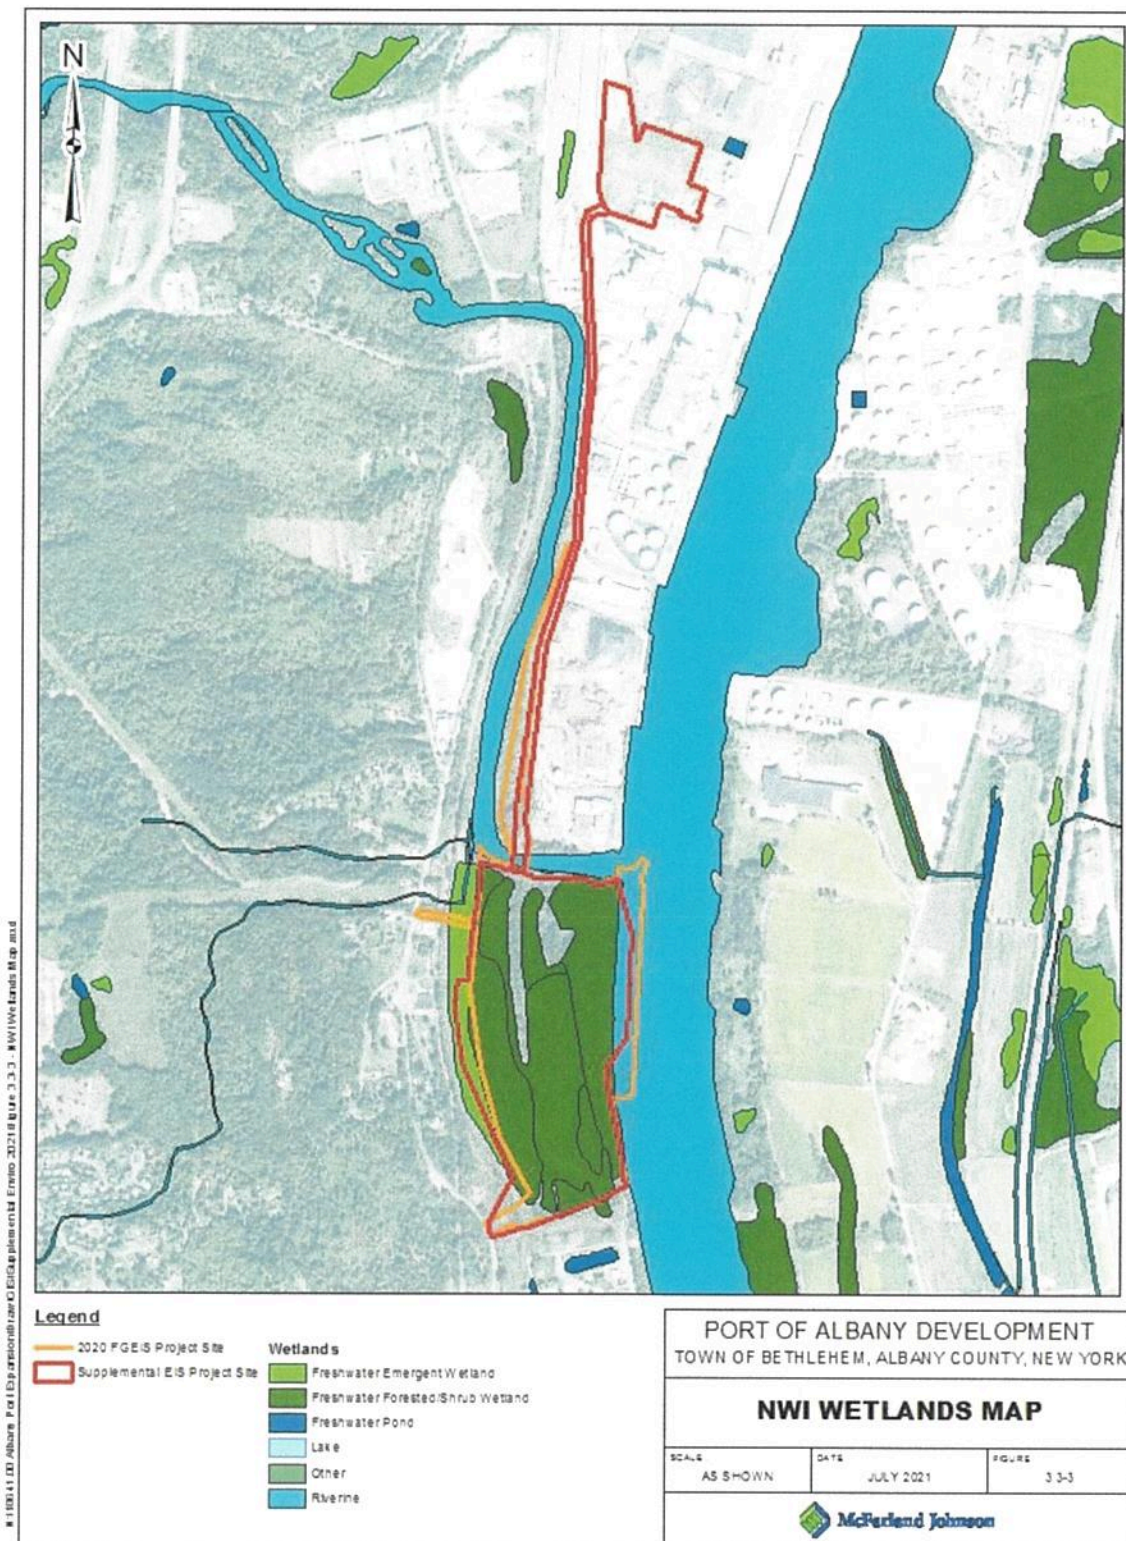 N
Legend
2020 FGEIS Project Site
Supplemental EIS Project Site
Wetlands
Freshwater Emergent Wetland
Freshwater Forested/Shrub Wetland
Freshwater Pond
Lake
Other
Riverine
PORT OF ALBANY DEVELOPMENT
TOWN OF BETHLEHEM, ALBANY COUNTY, NEW YORK
NWI WETLANDS MAP
SCALE
AS SHOWN
DATE
JULY 2021
FIGURE
3.3-3
McFarland Johnson